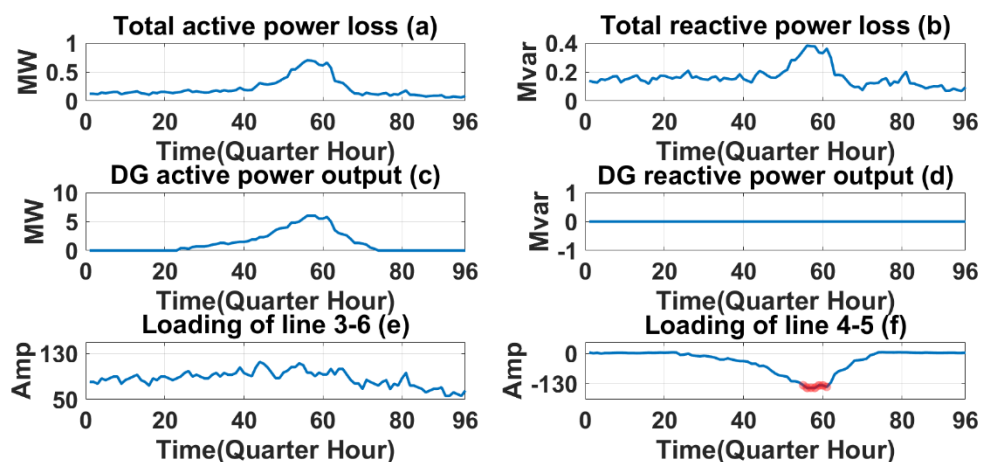 Total active power loss (a)
MW
1
0.5
0
0 20 40 60 80 96
Time(Quarter Hour)
Total reactive power loss (b)
Mvar
0.4
0.2
0
0 20 40 60 80 96
Time(Quarter Hour)
DG active power output (c)
MW
10
5
0
0 20 40 60 80 96
Time(Quarter Hour)
DG reactive power output (d)
Mvar
1
0
-1
0 20 40 60 80 96
Time(Quarter Hour)
Loading of line 3-6 (e)
Amp
130
50
0 20 40 60 80 96
Time(Quarter Hour)
Loading of line 4-5 (f)
Amp
0
-130
0 20 40 60 80 96
Time(Quarter Hour)